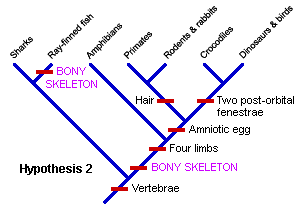 Sharks
Ray-finned fish
Amphibians
Primates
Rodents & rabbits
Crocodiles
Dinosaurs & birds
BONY
SKELETON
Hair
Two post-orbital
fenestrae
Amniotic egg
Four limbs
Hypothesis 2
BONY SKELETON
Vertebrae